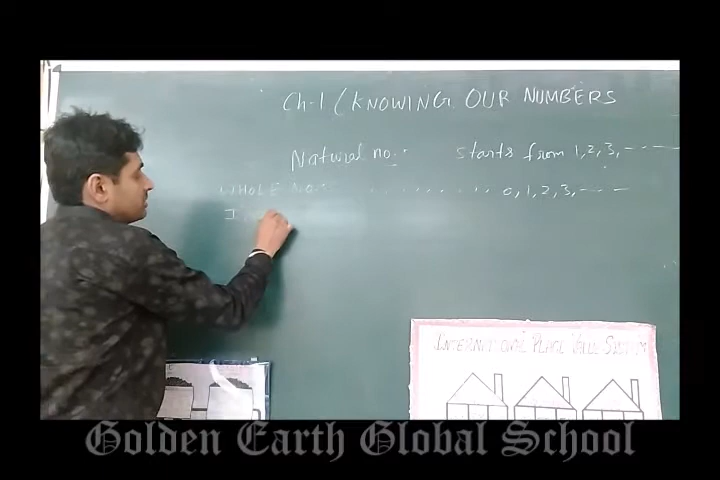 Ch-1 (KNOWING OUR NUMBERS
Natural no:- starts from 1,2,3,-----
WHOLE NO:- ,, ,, ,, ,, 0,1,2,3,----
INTERNATIONAL PLACE VALUE SYSTEM
Golden Earth Global School